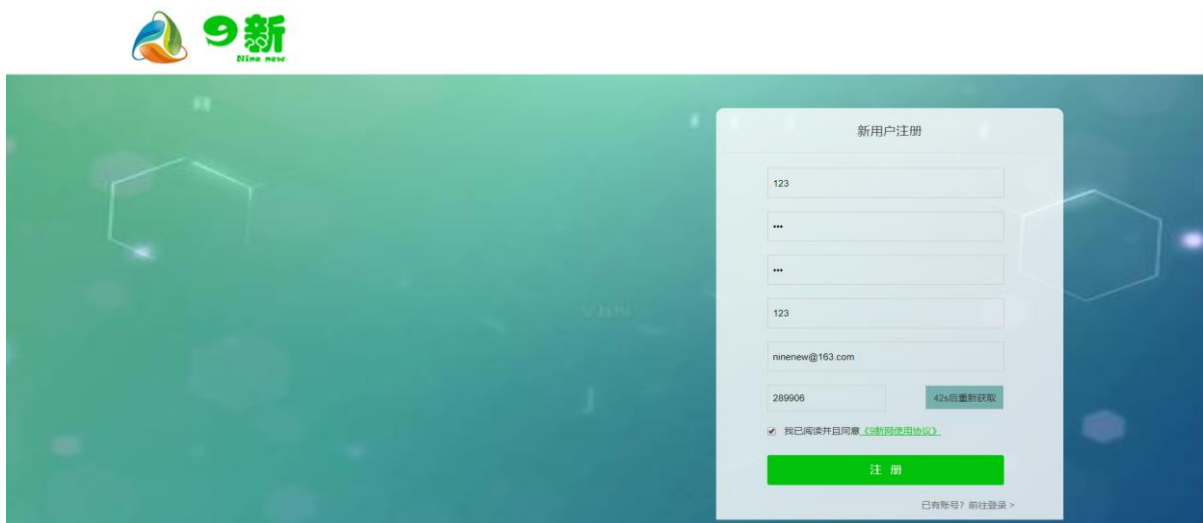 9新
Nine new
新用户注册
123
•••
•••
123
ninenew@163.com
289906
42s后重新获取
我已阅读并且同意《9新网使用协议》
注 册
已有账号？前往登录 >